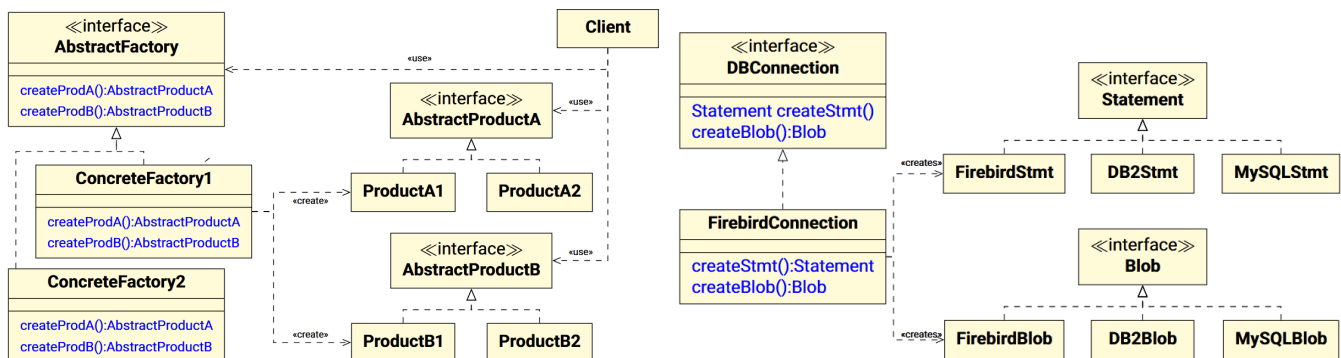 ≪interface≫
AbstractFactory
createProdA():AbstractProductA
createProdB():AbstractProductB
Client
«use»
≪interface≫
AbstractProductA
«use»
ConcreteFactory1
createProdA():AbstractProductA
createProdB():AbstractProductB
«create»
ProductA1
ProductA2
≪interface≫
AbstractProductB
«use»
ConcreteFactory2
createProdA():AbstractProductA
createProdB():AbstractProductB
«create»
ProductB1
ProductB2
≪interface≫
DBConnection
Statement createStmt()
createBlob():Blob
≪interface≫
Statement
«creates»
FirebirdStmt
DB2Stmt
MySQLStmt
FirebirdConnection
createStmt():Statement
createBlob():Blob
≪interface≫
Blob
«creates»
FirebirdBlob
DB2Blob
MySQLBlob